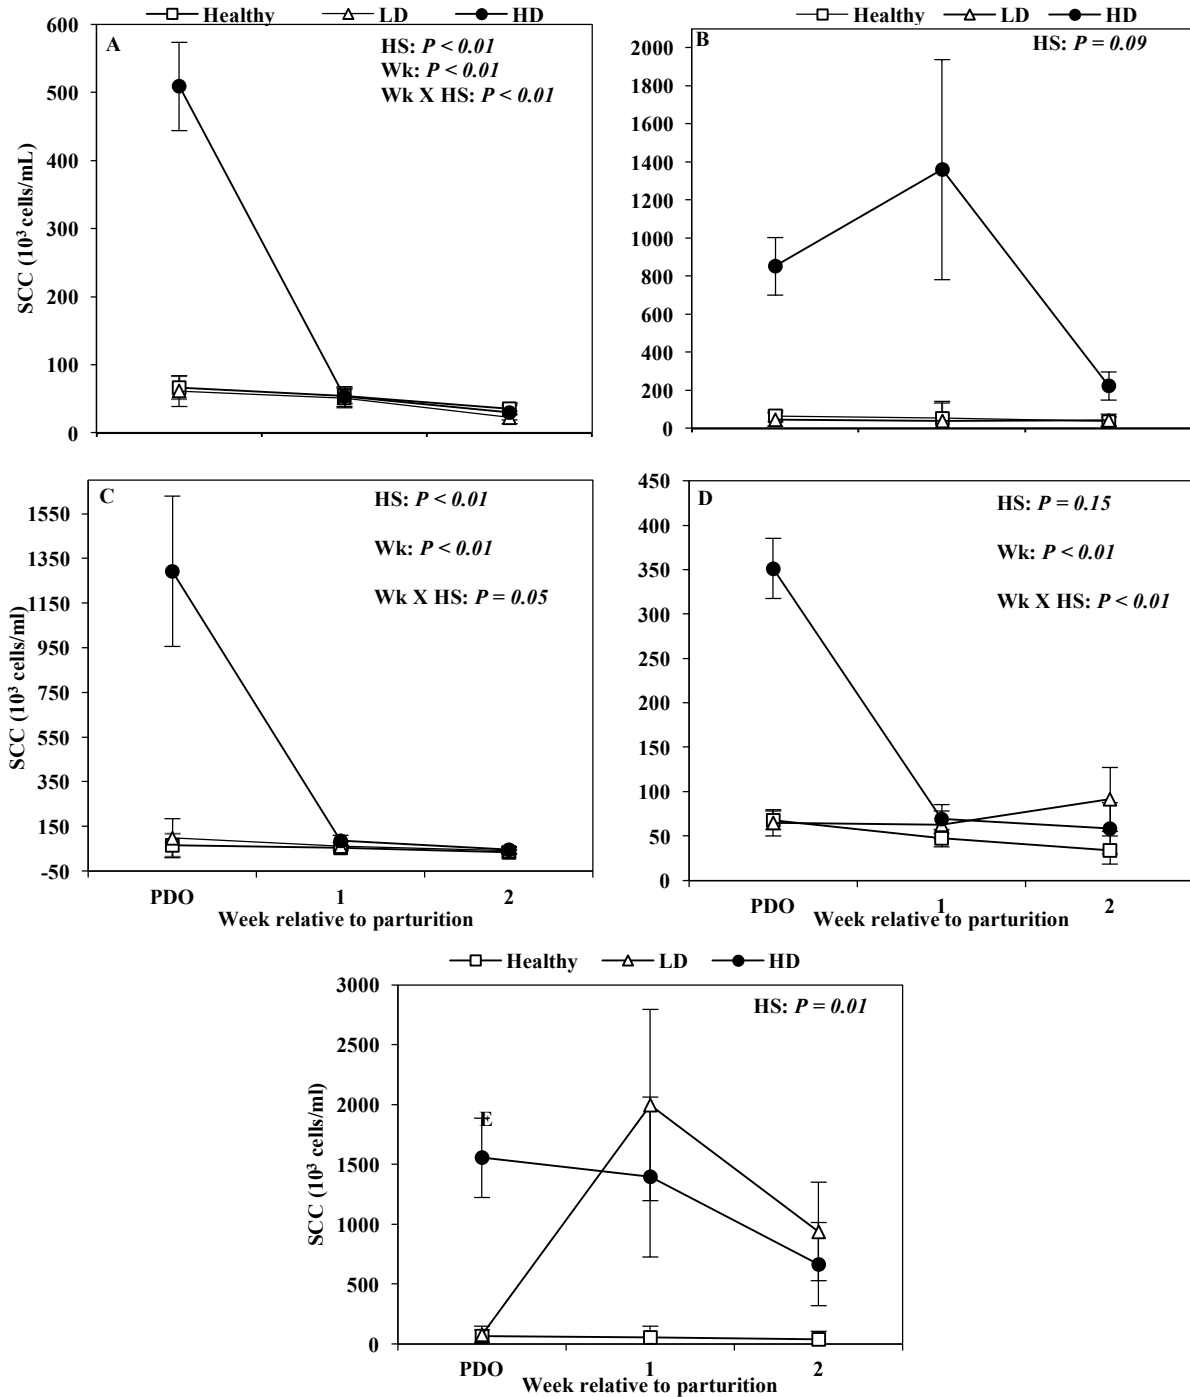 Healthy LD HD
A
HS: P < 0.01
Wk: P < 0.01
Wk X HS: P < 0.01
SCC (10³ cells/mL)
600
500
400
300
200
100
0
Healthy LD HD
B
HS: P = 0.09
2000
1800
1600
1400
1200
1000
800
600
400
200
0
C
HS: P < 0.01
Wk: P < 0.01
Wk X HS: P = 0.05
SCC (10³ cells/ml)
1550
1350
1150
950
750
550
350
150
-50
PDO 1 2
Week relative to parturition
D
HS: P = 0.15
Wk: P < 0.01
Wk X HS: P < 0.01
450
400
350
300
250
200
150
100
50
0
PDO 1 2
Week relative to parturition
Healthy LD HD
HS: P = 0.01
E
SCC (10³ cells/ml)
3000
2500
2000
1500
1000
500
0
PDO 1 2
Week relative to parturition